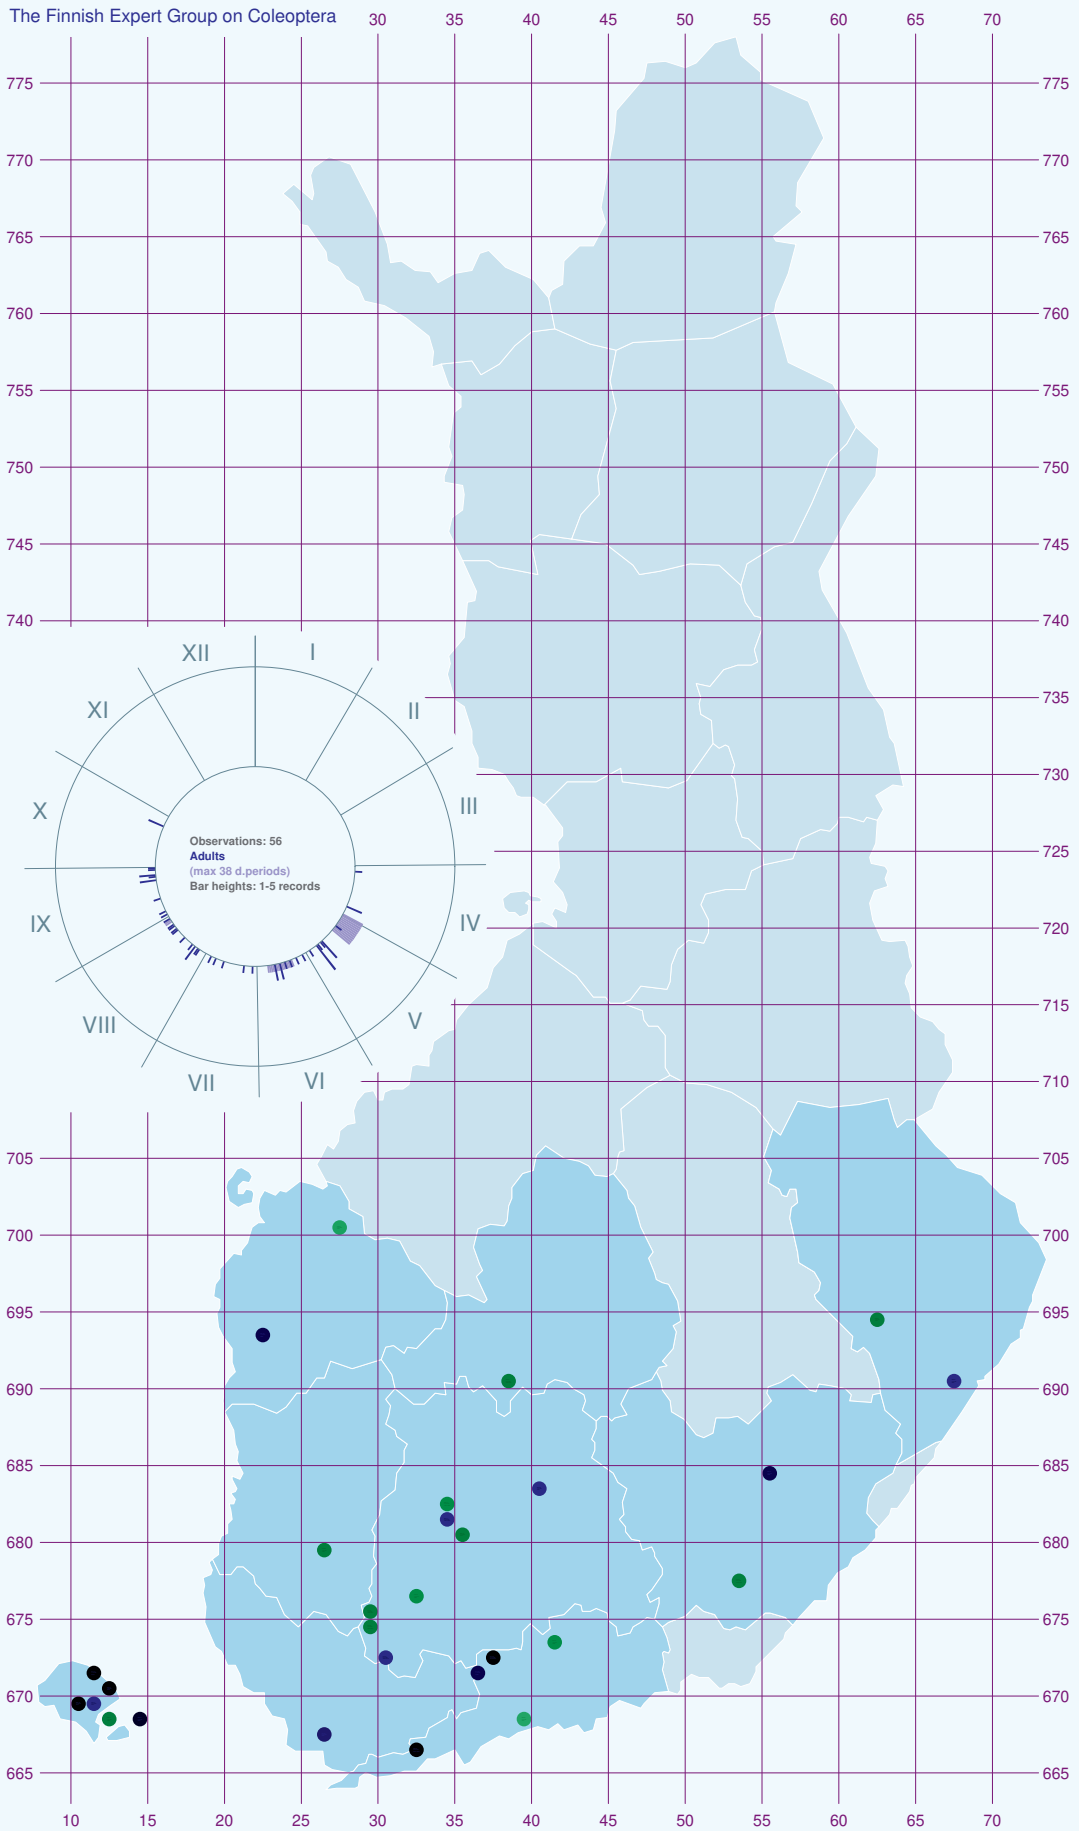 The Finnish Expert Group on Coleoptera
30 35 40 45 50 55 60 65 70
775 775
770 770
765 765
760 760
755 755
750 750
745 745
740 740
XII I
XI II
735
730
X III
Observations: 56
Adults
(max 38 d.periods)
Bar heights: 1-5 records
725
IX IV
720
VIII V
715
VII VI
710
705 705
700 700
695 695
690 690
685 685
680 680
675 675
670 670
665 665
10 15 20 25 30 35 40 45 50 55 60 65 70